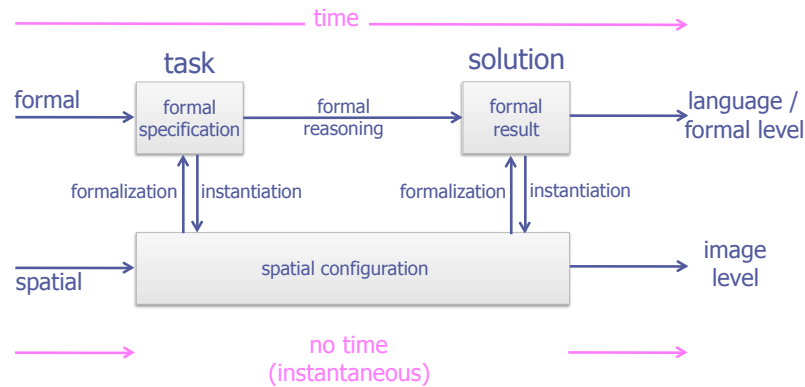 time
task
solution
formal
formal
specification
formal
reasoning
formal
result
language /
formal level
formalization
instantiation
formalization
instantiation
spatial
spatial configuration
image
level
no time
(instantaneous)